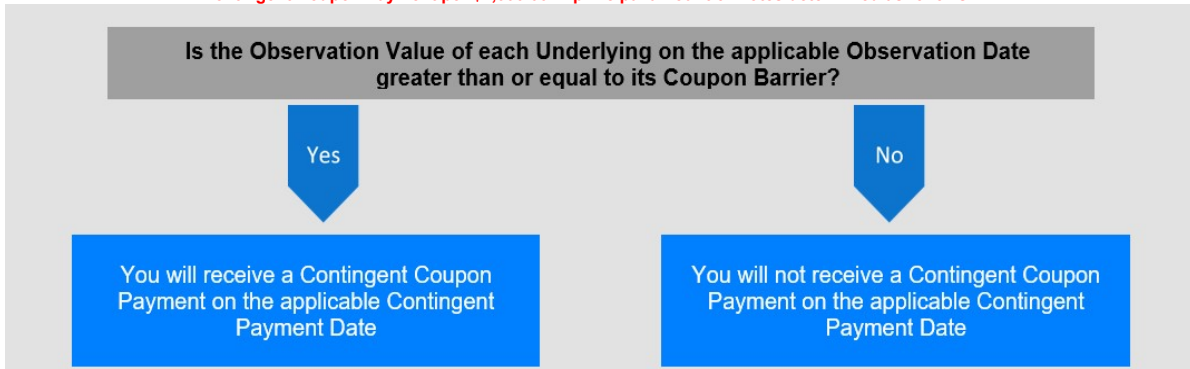 Is the Observation Value of each Underlying on the applicable Observation Date
greater than or equal to its Coupon Barrier?
Yes
No
You will receive a Contingent Coupon
Payment on the applicable Contingent
Payment Date
You will not receive a Contingent Coupon
Payment on the applicable Contingent
Payment Date